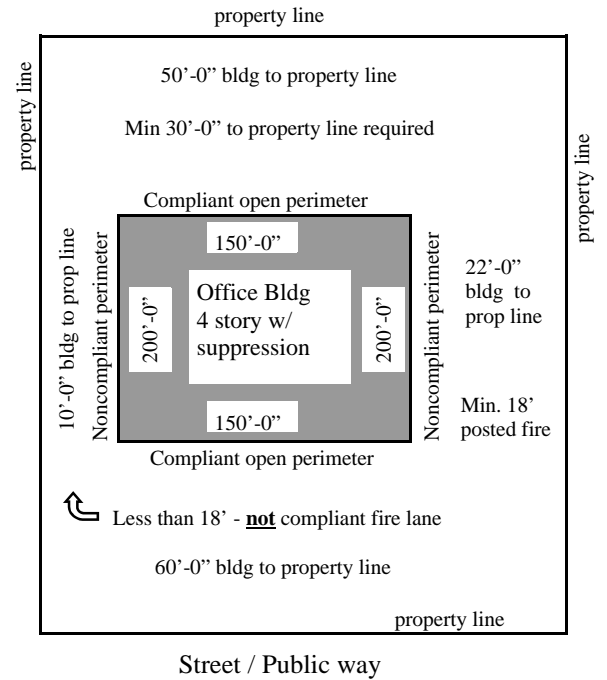 property line
property line
50’-0” bldg to property line
Min 30’-0” to property line required
property line
Compliant open perimeter
10’-0” bldg to prop line
Noncompliant perimeter
150’-0”
200’-0”
Office Bldg
4 story w/
suppression
200’-0”
150’-0”
Noncompliant perimeter
22’-0”
bldg to
prop line
Min. 18’
posted fire
Compliant open perimeter
Less than 18’ - not compliant fire lane
60’-0” bldg to property line
property line
Street / Public way